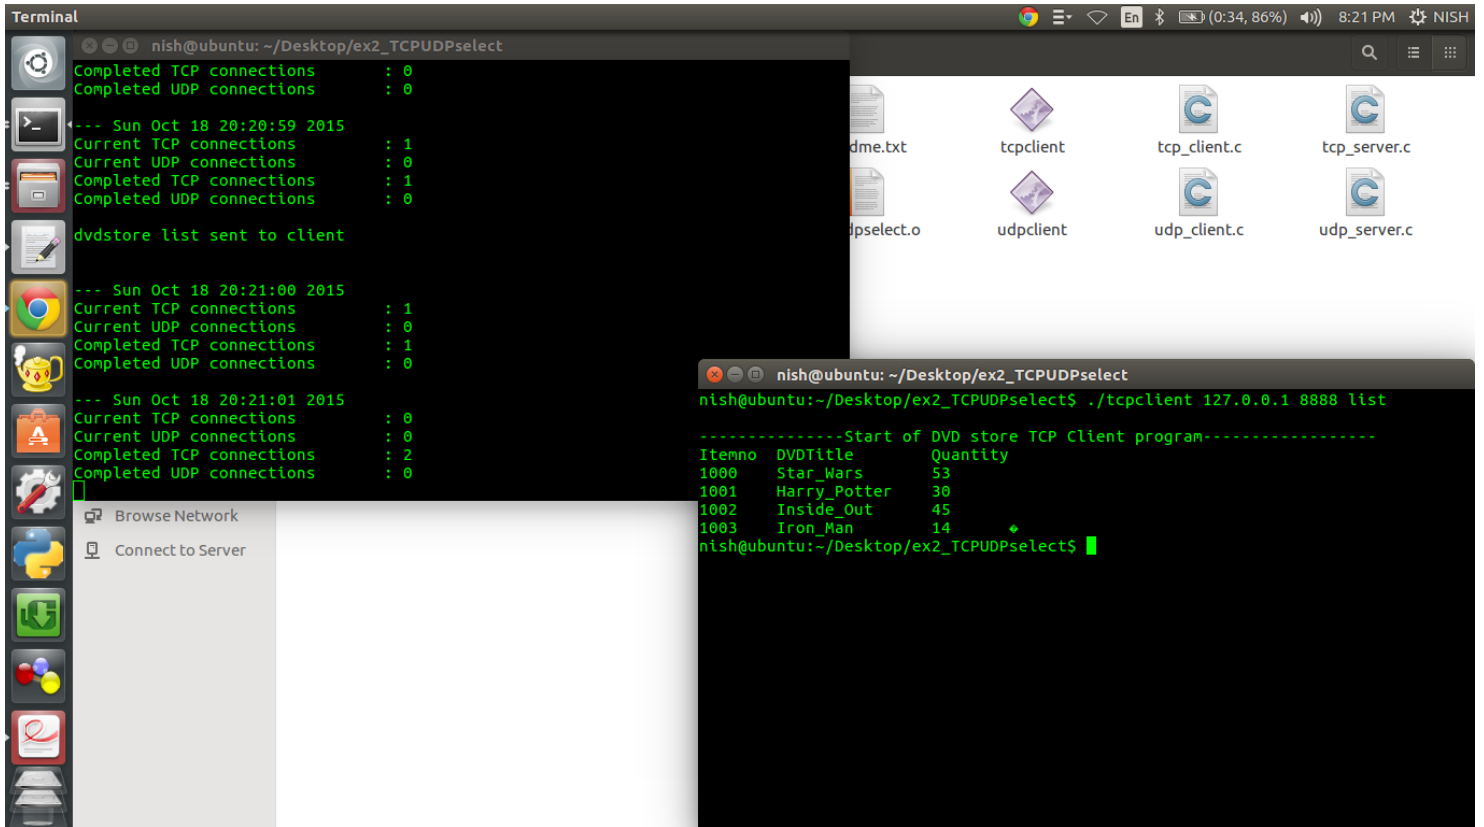 Terminal
En (0:34, 86%) 8:21 PM NISH
nish@ubuntu: ~/Desktop/ex2_TCPUDPselect
Completed TCP connections : 0
Completed UDP connections : 0
--- Sun Oct 18 20:20:59 2015
Current TCP connections : 1
Current UDP connections : 0
Completed TCP connections : 1
Completed UDP connections : 0
dvdstore list sent to client
--- Sun Oct 18 20:21:00 2015
Current TCP connections : 1
Current UDP connections : 0
Completed TCP connections : 1
Completed UDP connections : 0
--- Sun Oct 18 20:21:01 2015
Current TCP connections : 0
Current UDP connections : 0
Completed TCP connections : 2
Completed UDP connections : 0
dme.txt tcpclient tcp_client.c tcp_server.c
dpselect.o udpclient udp_client.c udp_server.c
Browse Network
Connect to Server
nish@ubuntu: ~/Desktop/ex2_TCPUDPselect
nish@ubuntu:~/Desktop/ex2_TCPUDPselect$ ./tcpclient 127.0.0.1 8888 list
---------------Start of DVD store TCP Client program------------------
Itemno DVDTitle Quantity
1000 Star_Wars 53
1001 Harry_Potter 30
1002 Inside_Out 45
1003 Iron_Man 14 �
nish@ubuntu:~/Desktop/ex2_TCPUDPselect$